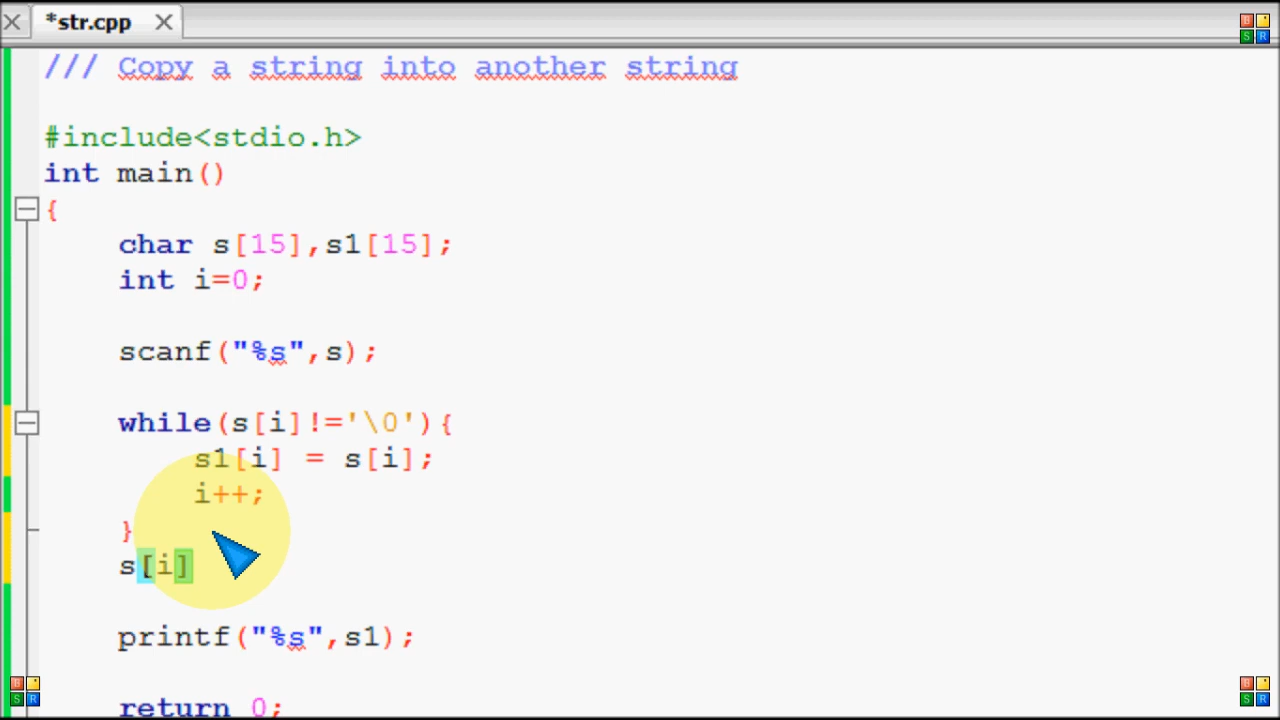 *str.cpp
/// Copy a string into another string
#include<stdio.h>
int main()
{
char s[15],s1[15];
int i=0;
scanf("%s",s);
while(s[i]!='\0'){
s1[i] = s[i];
i++;
}
s[i]
printf("%s",s1);
return 0;
B
S R
B
S R
B
S R